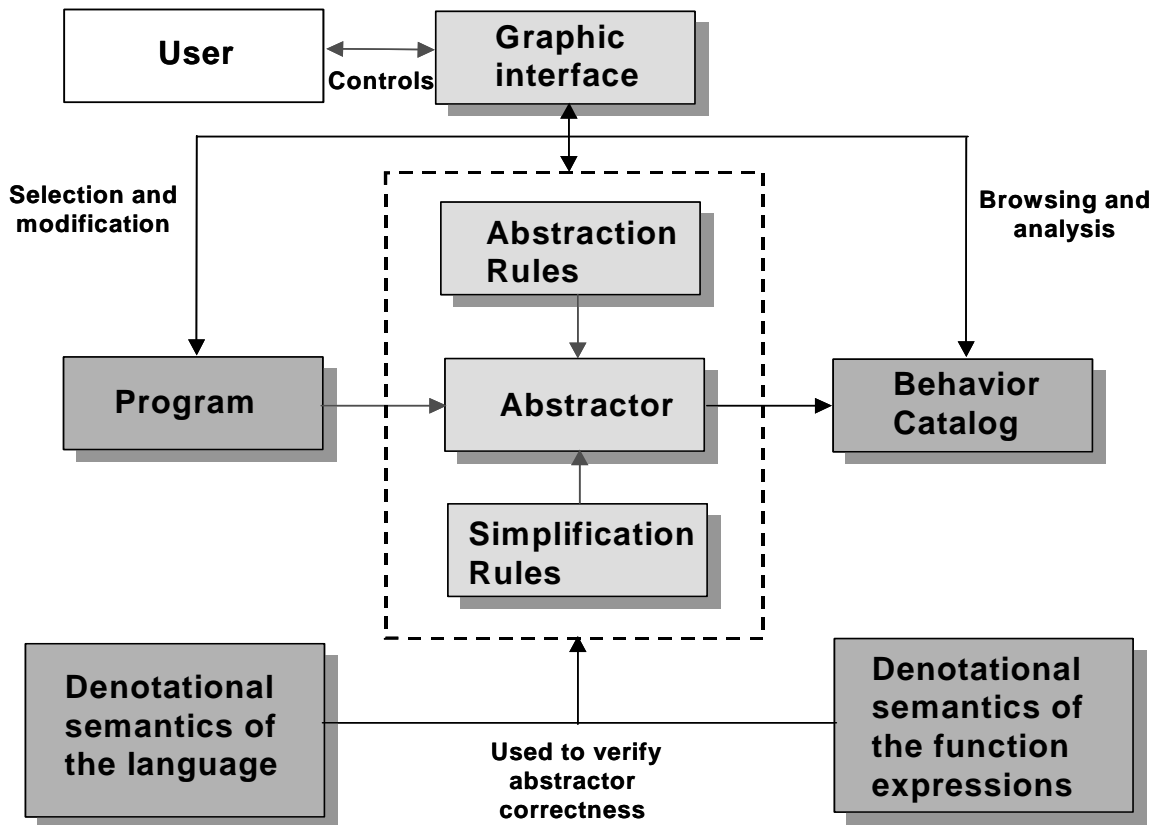 User
Controls
Graphic
interface
Selection and
modification
Browsing and
analysis
Abstraction
Rules
Program
Abstractor
Behavior
Catalog
Simplification
Rules
Denotational
semantics of
the language
Used to verify
abstractor
correctness
Denotational
semantics of
the function
expressions